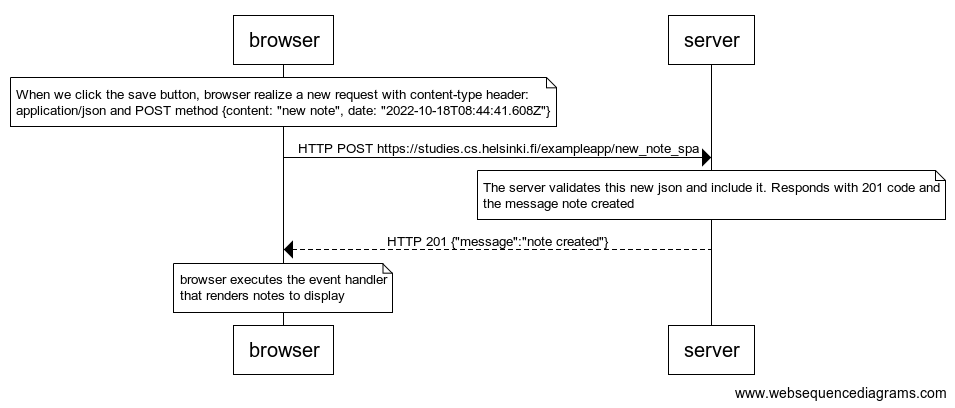 browser
server
When we click the save button, browser realize a new request with content-type header:
application/json and POST method {content: "new note", date: "2022-10-18T08:44:41.608Z"}
HTTP POST https://studies.cs.helsinki.fi/exampleapp/new_note_spa
The server validates this new json and include it. Responds with 201 code and
the message note created
HTTP 201 {"message":"note created"}
browser executes the event handler
that renders notes to display
browser
server
www.websequencediagrams.com